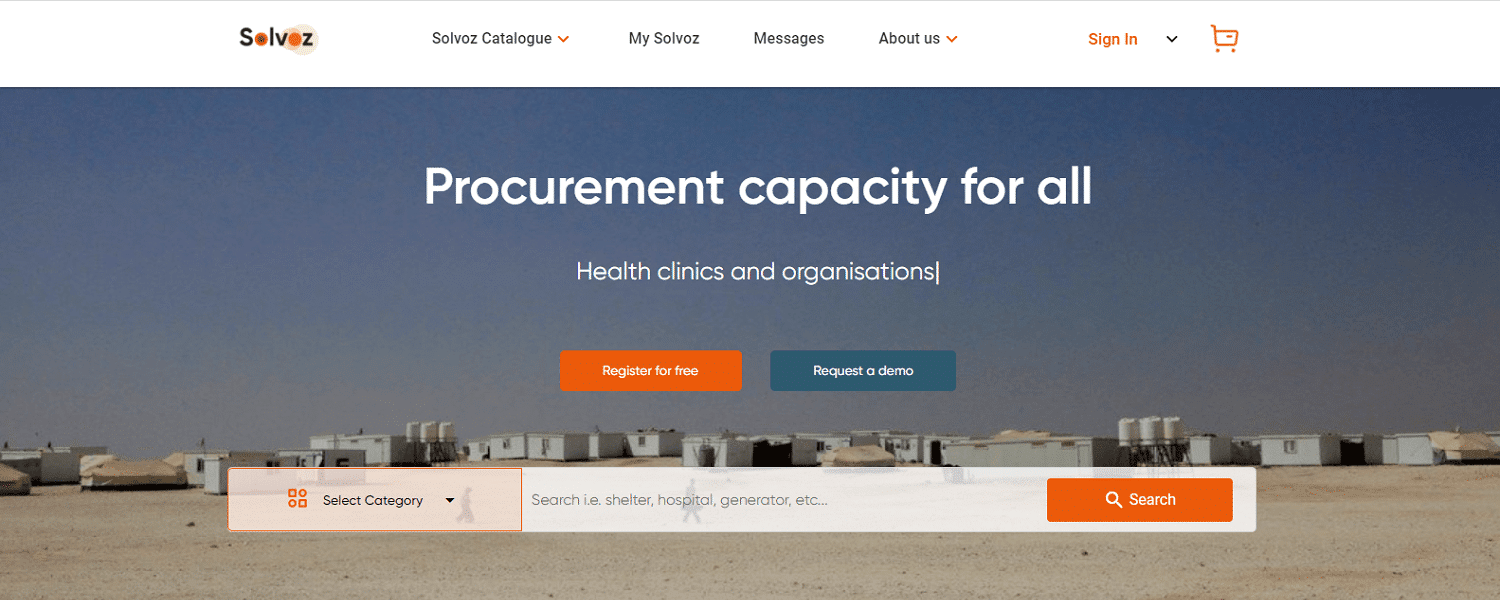 Solvoz Solvoz Catalogue My Solvoz Messages About us Sign In
Procurement capacity for all
Health clinics and organisations|
Register for free Request a demo
Select Category Search i.e. shelter, hospital, generator, etc... Search